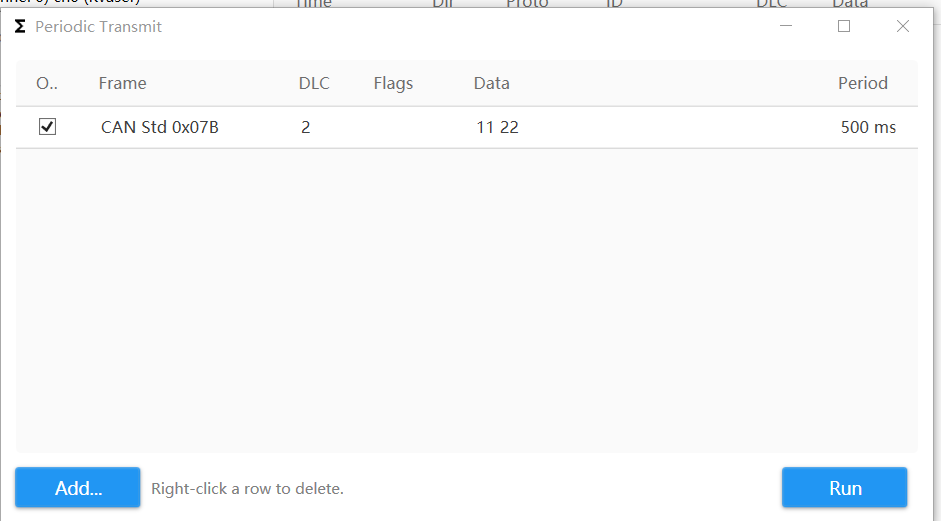 Periodic Transmit
O.. Frame DLC Flags Data Period
CAN Std 0x07B 2 11 22 500 ms
Add... Right-click a row to delete. Run